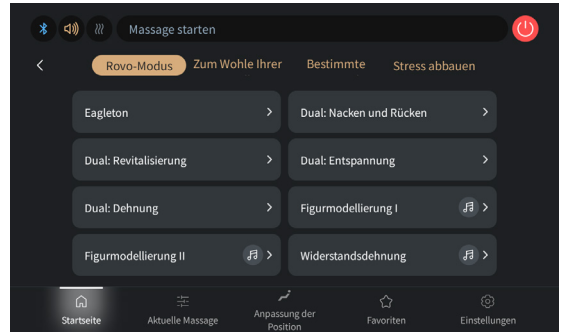 Massage starten
Rovo-Modus Zum Wohle Ihrer Bestimmte Stress abbauen
Eagleton Dual: Nacken und Rücken
Dual: Revitalisierung Dual: Entspannung
Dual: Dehnung Figurmodellierung I
Figurmodellierung II Widerstandsdehnung
Startseite Aktuelle Massage Anpassung der Favoriten Einstellungen
Position